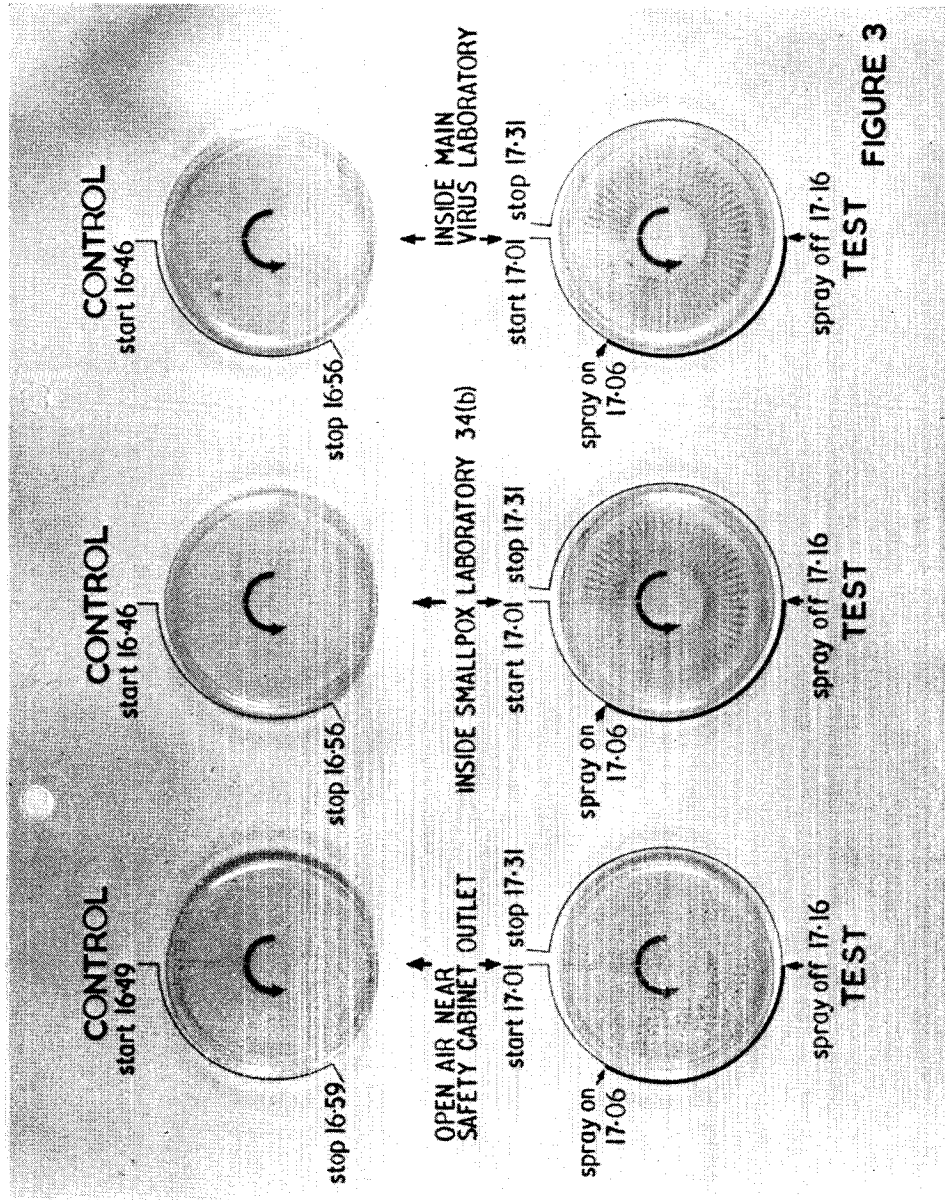 CONTROL
start 16·49
stop 16·59
CONTROL
start 16·46
stop 16·56
CONTROL
start 16·46
stop 16·56
OPEN AIR NEAR
SAFETY CABINET OUTLET
INSIDE SMALLPOX LABORATORY 34(b)
INSIDE MAIN
VIRUS LABORATORY
start 17·01 stop 17·31
spray on
17·06
spray off 17·16
TEST
start 17·01 stop 17·31
spray on
17·06
spray off 17·16
TEST
start 17·01 stop 17·31
spray on
17·06
spray off 17·16
TEST
FIGURE 3